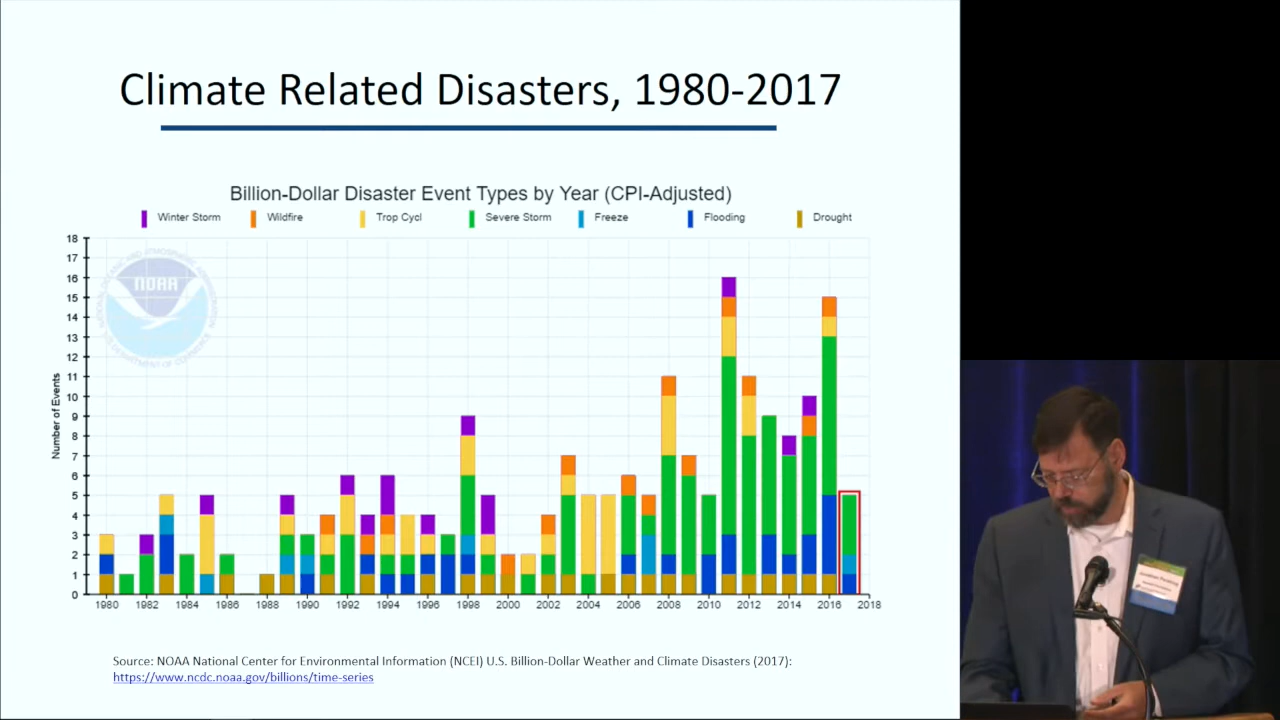 Climate Related Disasters, 1980-2017
Billion-Dollar Disaster Event Types by Year (CPI-Adjusted)
Winter Storm Wildfire Trop Cycl Severe Storm Freeze Flooding Drought
Number of Events
18
17
16
15
14
13
12
11
10
9
8
7
6
5
4
3
2
1
0
1980 1982 1984 1986 1988 1990 1992 1994 1996 1998 2000 2002 2004 2006 2008 2010 2012 2014 2016 2018
NOAA
Source: NOAA National Center for Environmental Information (NCEI) U.S. Billion-Dollar Weather and Climate Disasters (2017):
https://www.ncdc.noaa.gov/billions/time-series